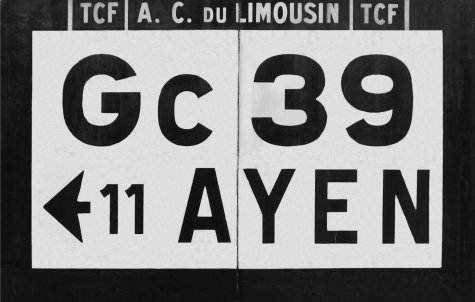 TCF A. C. DU LIMOUSIN TCF
Gc 39
11 AYEN